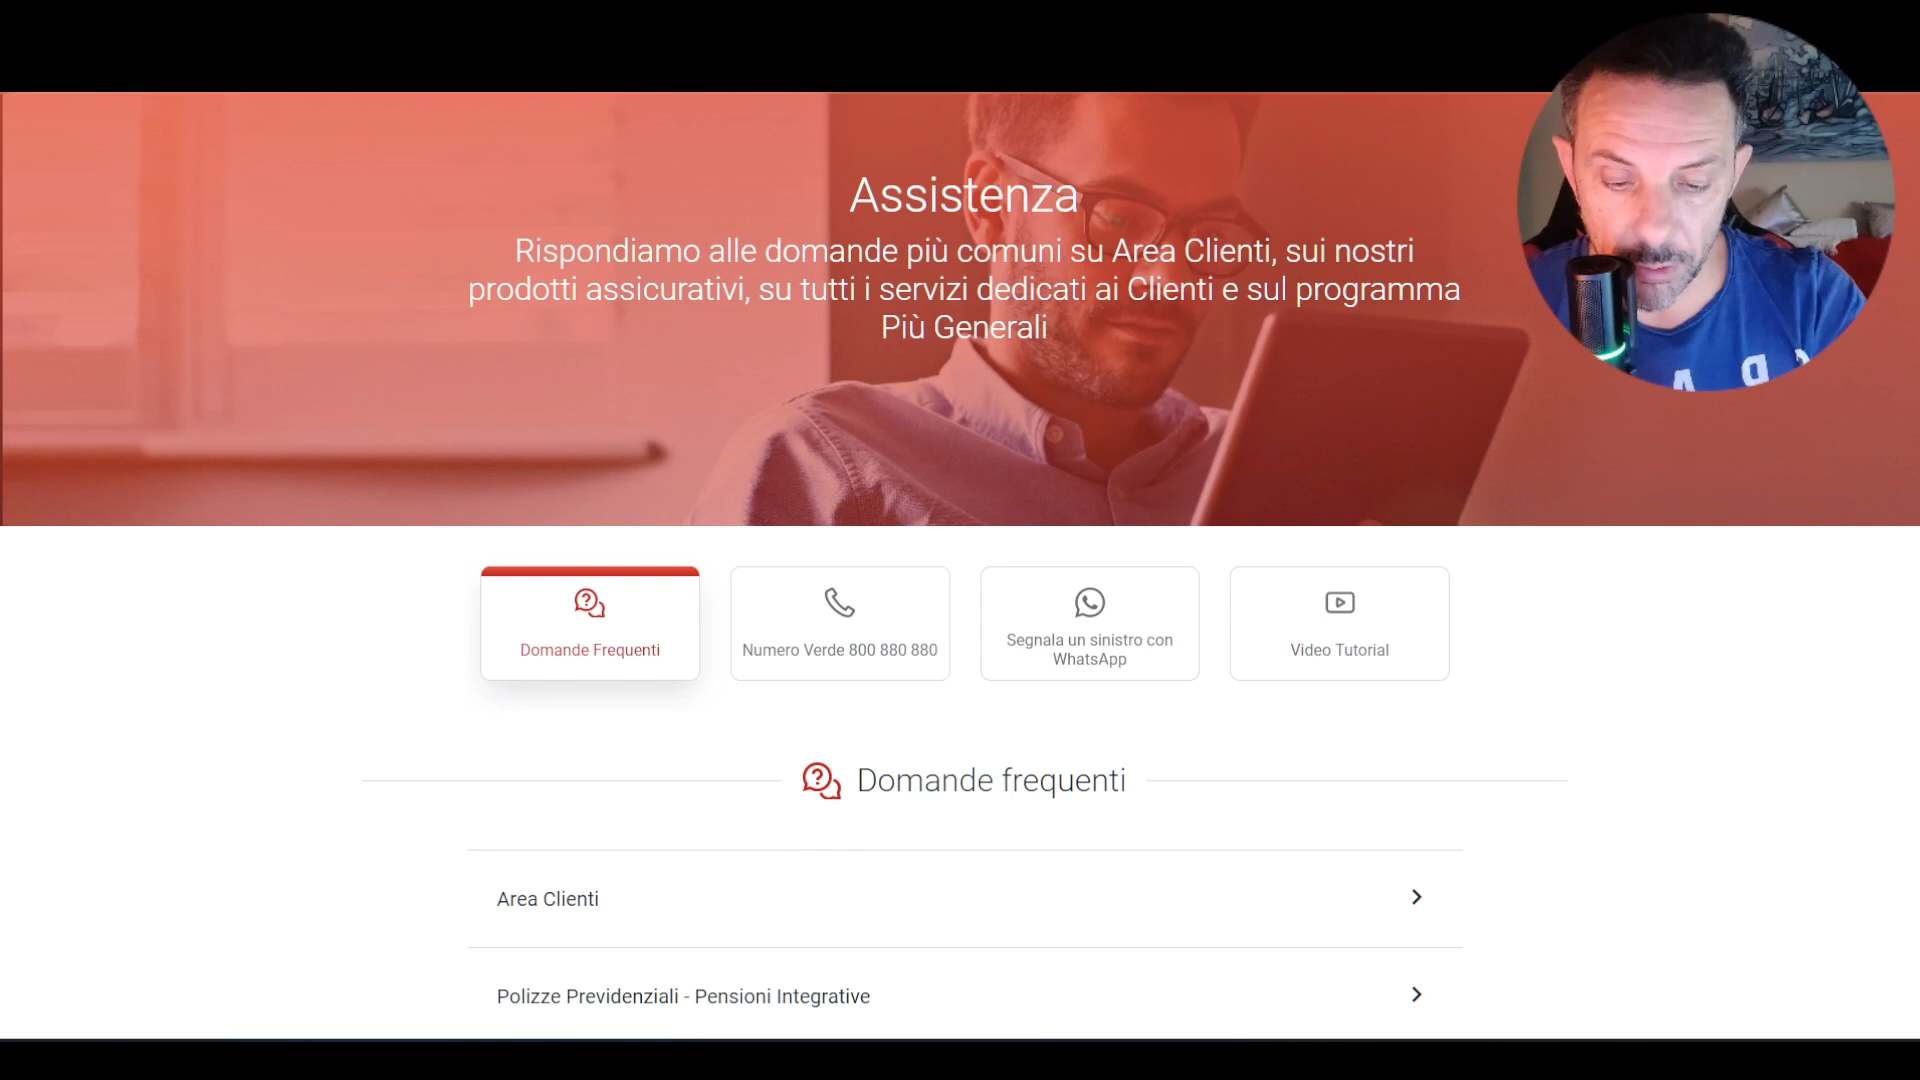 Assistenza
Rispondiamo alle domande più comuni su Area Clienti, sui nostri
prodotti assicurativi, su tutti i servizi dedicati ai Clienti e sul programma
Più Generali
Domande Frequenti
Numero Verde 800 880 880
Segnala un sinistro con
WhatsApp
Video Tutorial
Domande frequenti
Area Clienti
Polizze Previdenziali - Pensioni Integrative